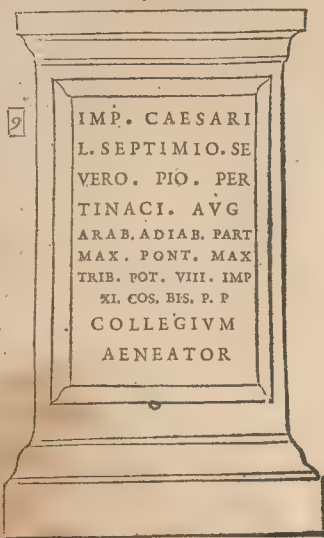 9
IMP. CAESARI
L. SEPTIMIO. SE
VERO. PIO. PER
TINACI. AVG
ARAB. ADIAB. PART
MAX. PONT. MAX
TRIB. POT. VIII. IMP
XI. COS. BIS. P. P
COLLEGIVM
AENEATOR